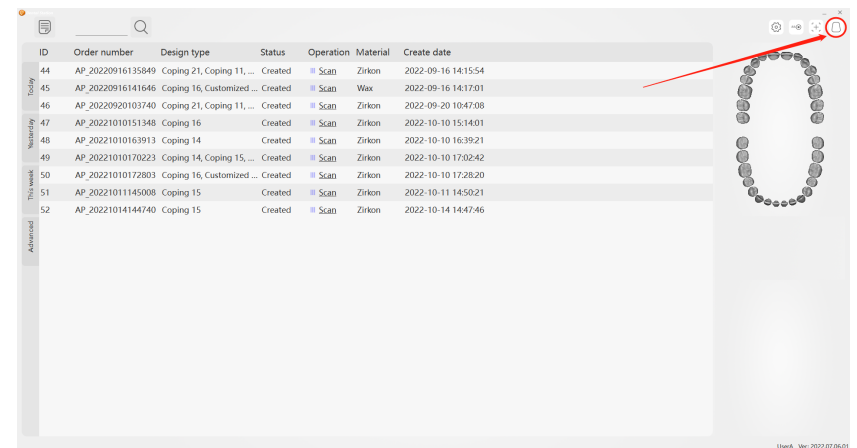 ID Order number Design type Status Operation Material Create date
44 AP_20220916135849 Coping 21, Coping 11, ... Created Scan Zirkon 2022-09-16 14:15:54
45 AP_20220916141646 Coping 16, Customized ... Created Scan Wax 2022-09-16 14:17:01
46 AP_20220920103740 Coping 21, Coping 11, ... Created Scan Zirkon 2022-09-20 10:47:08
47 AP_20221010151348 Coping 16 Created Scan Zirkon 2022-10-10 15:14:01
48 AP_20221010163913 Coping 14 Created Scan Zirkon 2022-10-10 16:39:21
49 AP_20221010170223 Coping 14, Coping 15, ... Created Scan Zirkon 2022-10-10 17:02:42
50 AP_20221010172803 Coping 16, Customized ... Created Scan Zirkon 2022-10-10 17:28:20
51 AP_20221011145008 Coping 15 Created Scan Zirkon 2022-10-11 14:50:21
52 AP_20221014144740 Coping 15 Created Scan Zirkon 2022-10-14 14:47:46
Today
Yesterday
This week
Advanced
UserA Ver: 2022.07.06.01